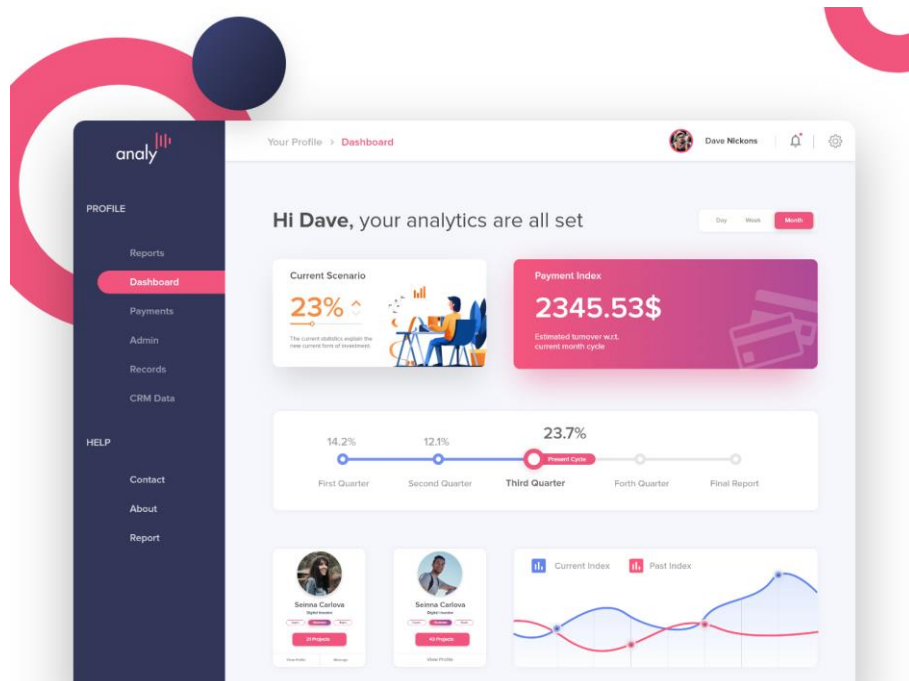 analy
Your Profile > Dashboard
Dave Nickons
PROFILE
Reports
Dashboard
Payments
Admin
Records
CRM Data
HELP
Contact
About
Report
Hi Dave, your analytics are all set
Day Week Month
Current Scenario
23%
The current statistics explain the
new current form of investment.
Payment Index
2345.53$
Estimated turnover w.r.t.
current month cycle
14.2% 12.1% 23.7%
Present Cycle
First Quarter Second Quarter Third Quarter Forth Quarter Final Report
Seinna Carlova
Digital Investor
21 Projects
View Profile Message
Seinna Carlova
Digital Investor
43 Projects
View Profile
Current Index Past Index